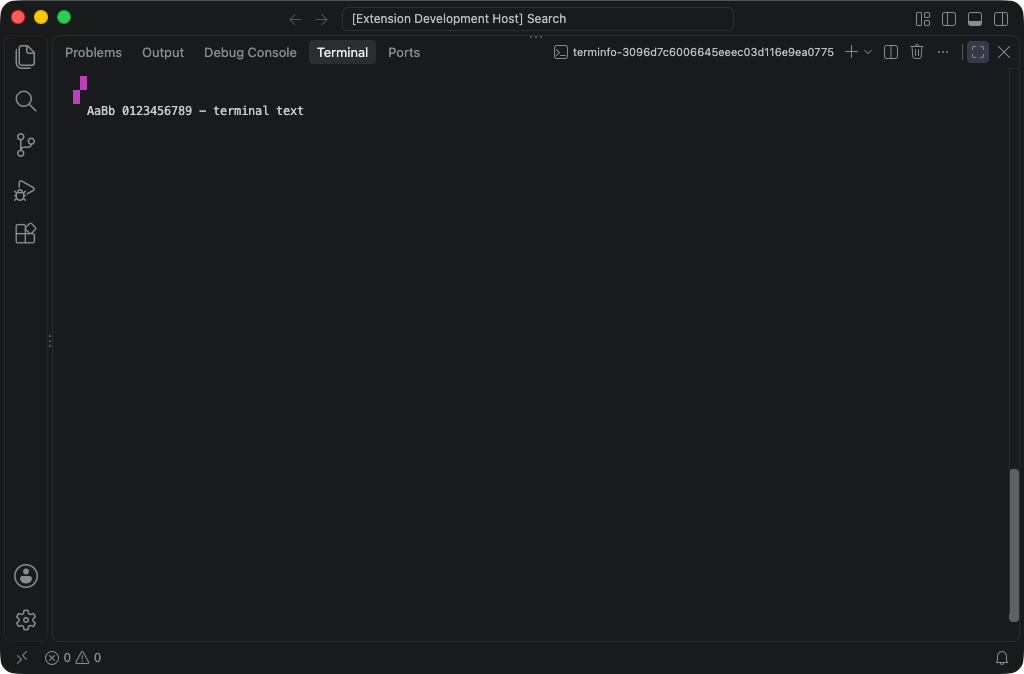 [Extension Development Host] Search
Problems Output Debug Console Terminal Ports terminfo-3096d7c6006645eeec03d116e9ea0775
AaBb 0123456789 – terminal text
0 0